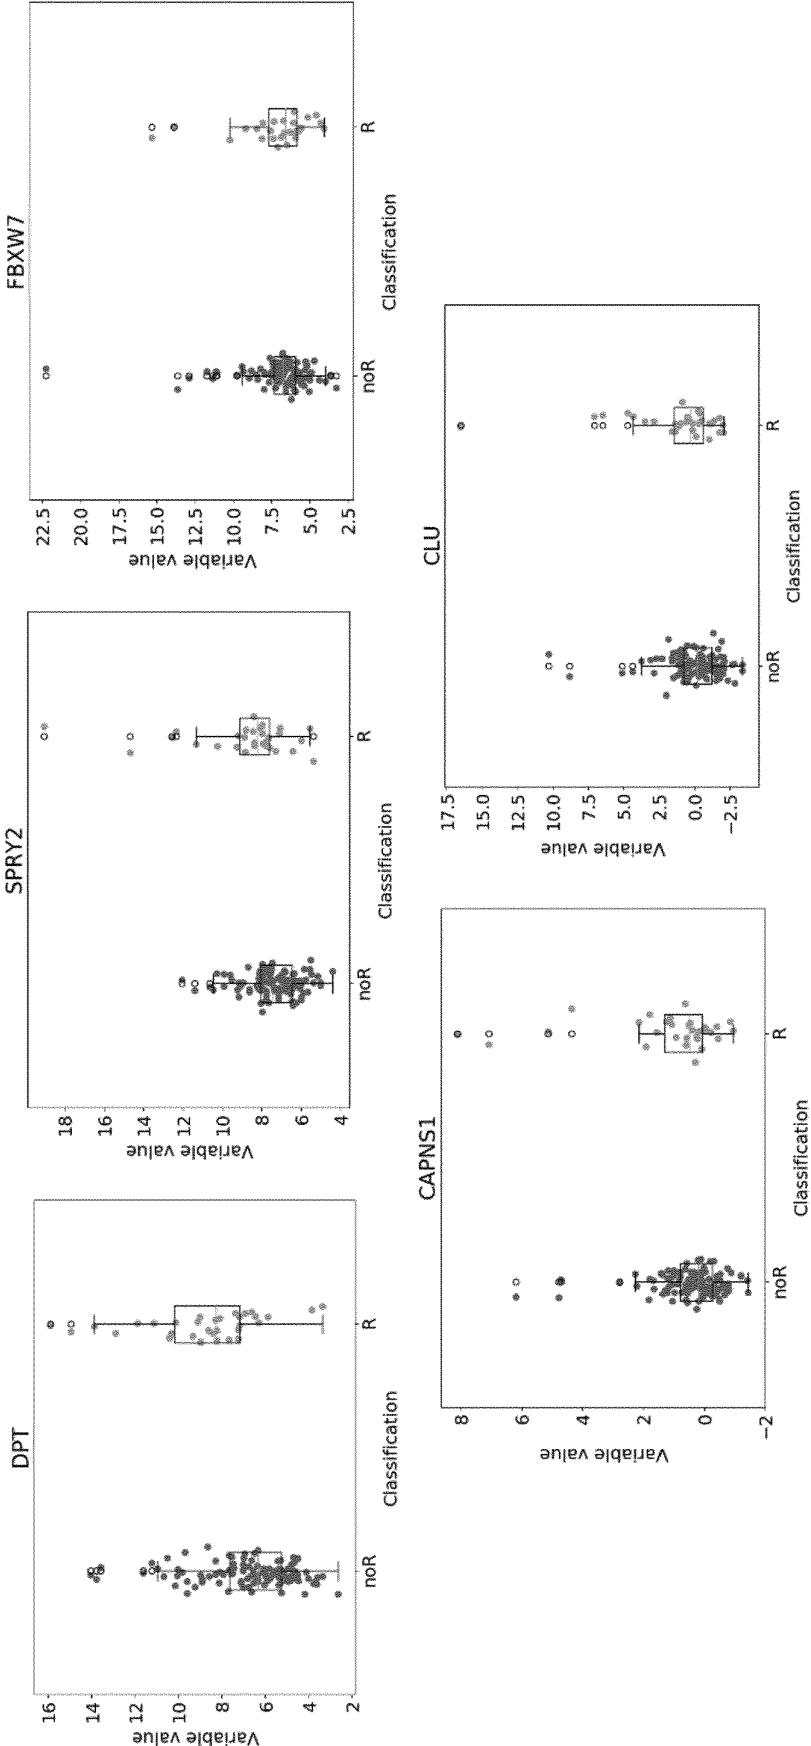 DPT
Variable value
16
14
12
10
8
6
4
2
noR
R
Classification
SPRY2
Variable value
18
16
14
12
10
8
6
4
noR
R
Classification
FBXW7
Variable value
22.5
20.0
17.5
15.0
12.5
10.0
7.5
5.0
2.5
noR
R
Classification
CAPNS1
Variable value
8
6
4
2
0
−2
noR
R
Classification
CLU
Variable value
17.5
15.0
12.5
10.0
7.5
5.0
2.5
0.0
−2.5
noR
R
Classification